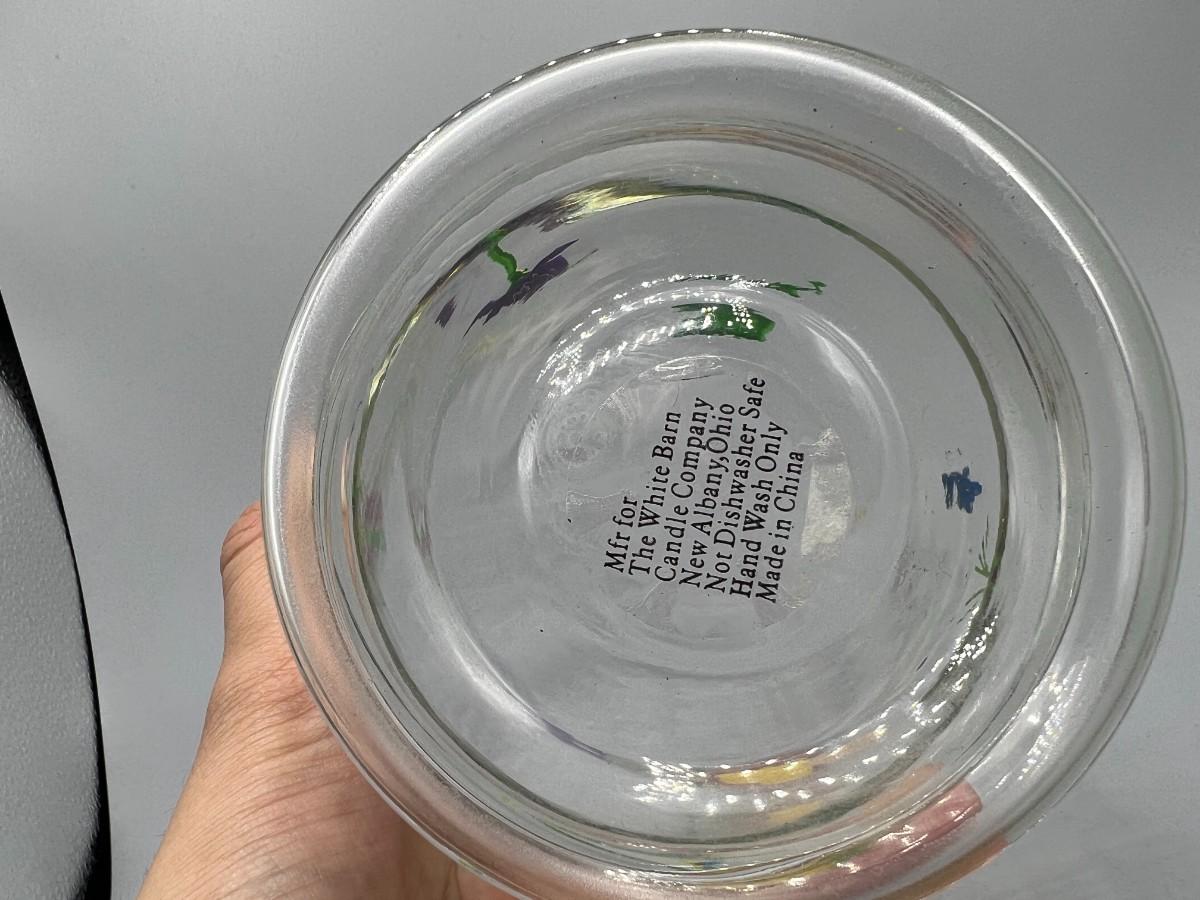 Mfr for
The White Barn
Candle Company
New Albany,Ohio
Not Dishwasher Safe
Hand Wash Only
Made in China